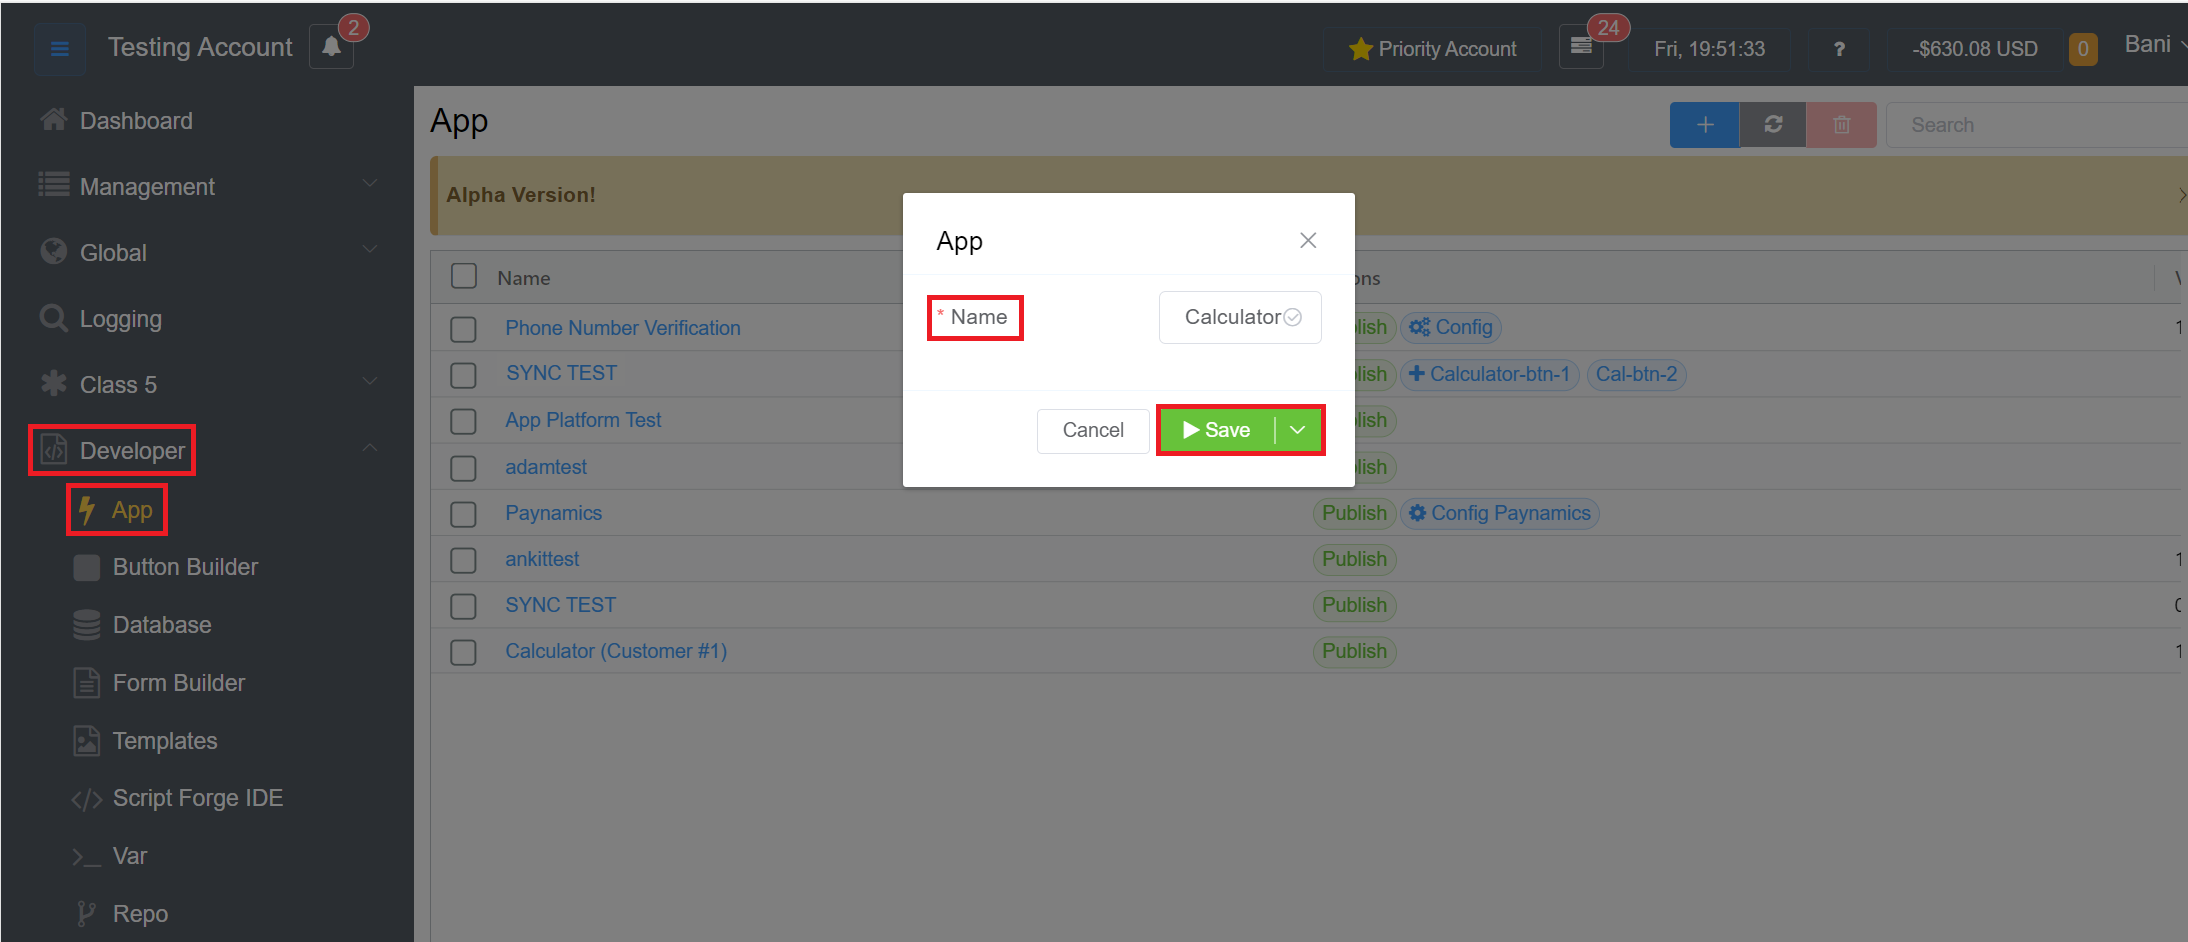 Testing Account 2
Priority Account 24 Fri, 19:51:33 ? -$630.08 USD 0 Bani
Dashboard
Management
Global
Logging
Class 5
Developer
App
Button Builder
Database
Form Builder
Templates
Script Forge IDE
Var
Repo
App
Search
Alpha Version!
Name ons
Phone Number Verification lish Config 1
SYNC TEST lish Calculator-btn-1 Cal-btn-2
App Platform Test lish
adamtest lish
Paynamics Publish Config Paynamics
ankittest Publish 1
SYNC TEST Publish
Calculator (Customer #1) Publish 1
App
* Name Calculator
Cancel Save